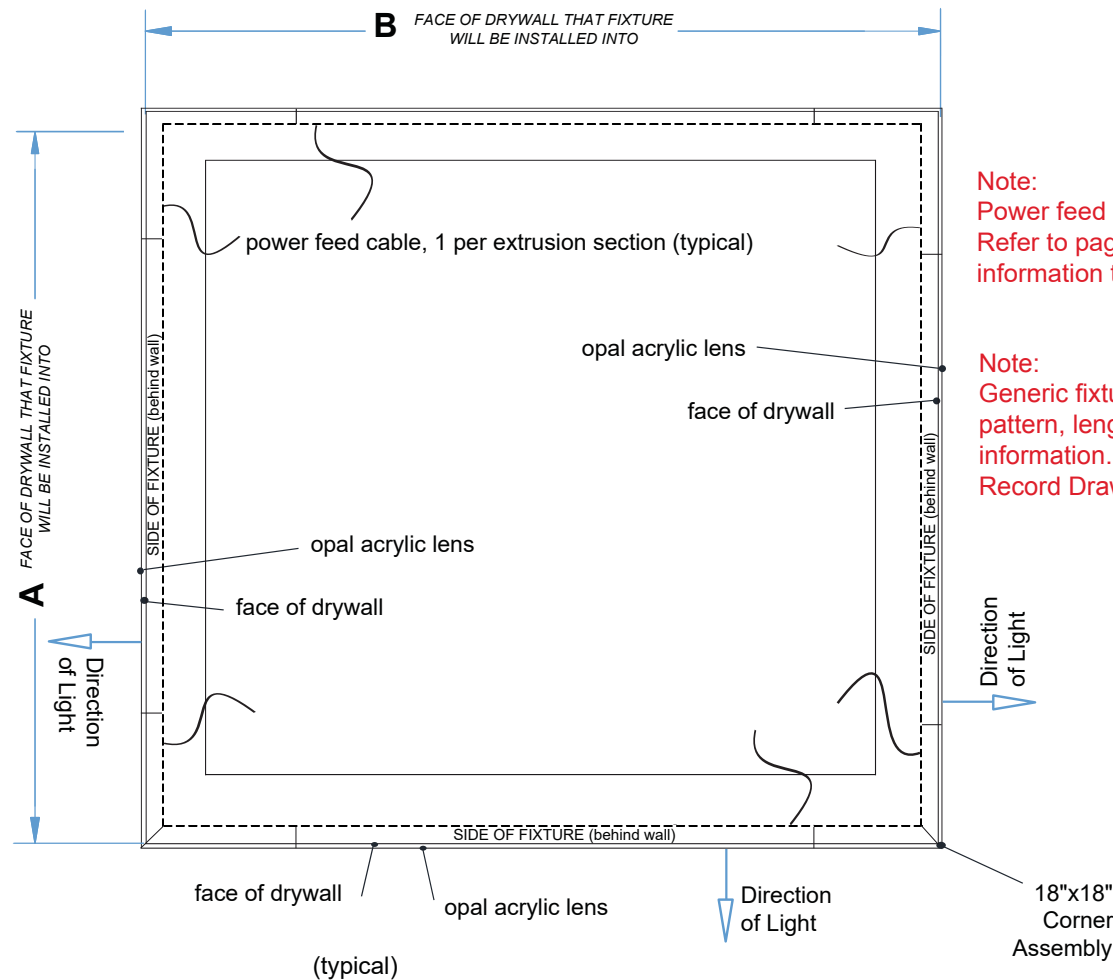 B
FACE OF DRYWALL THAT FIXTURE
WILL BE INSTALLED INTO
Note:
Power feed
Refer to pag
information t
power feed cable, 1 per extrusion section (typical)
A
FACE OF DRYWALL THAT FIXTURE
WILL BE INSTALLED INTO
SIDE OF FIXTURE (behind wall)
opal acrylic lens
face of drywall
Note:
Generic fixtu
pattern, leng
information.
Record Draw
SIDE OF FIXTURE (behind wall)
opal acrylic lens
face of drywall
Direction
of Light
Direction
of Light
SIDE OF FIXTURE (behind wall)
face of drywall
opal acrylic lens
Direction
of Light
18"x18"
Corner
Assembly
(typical)